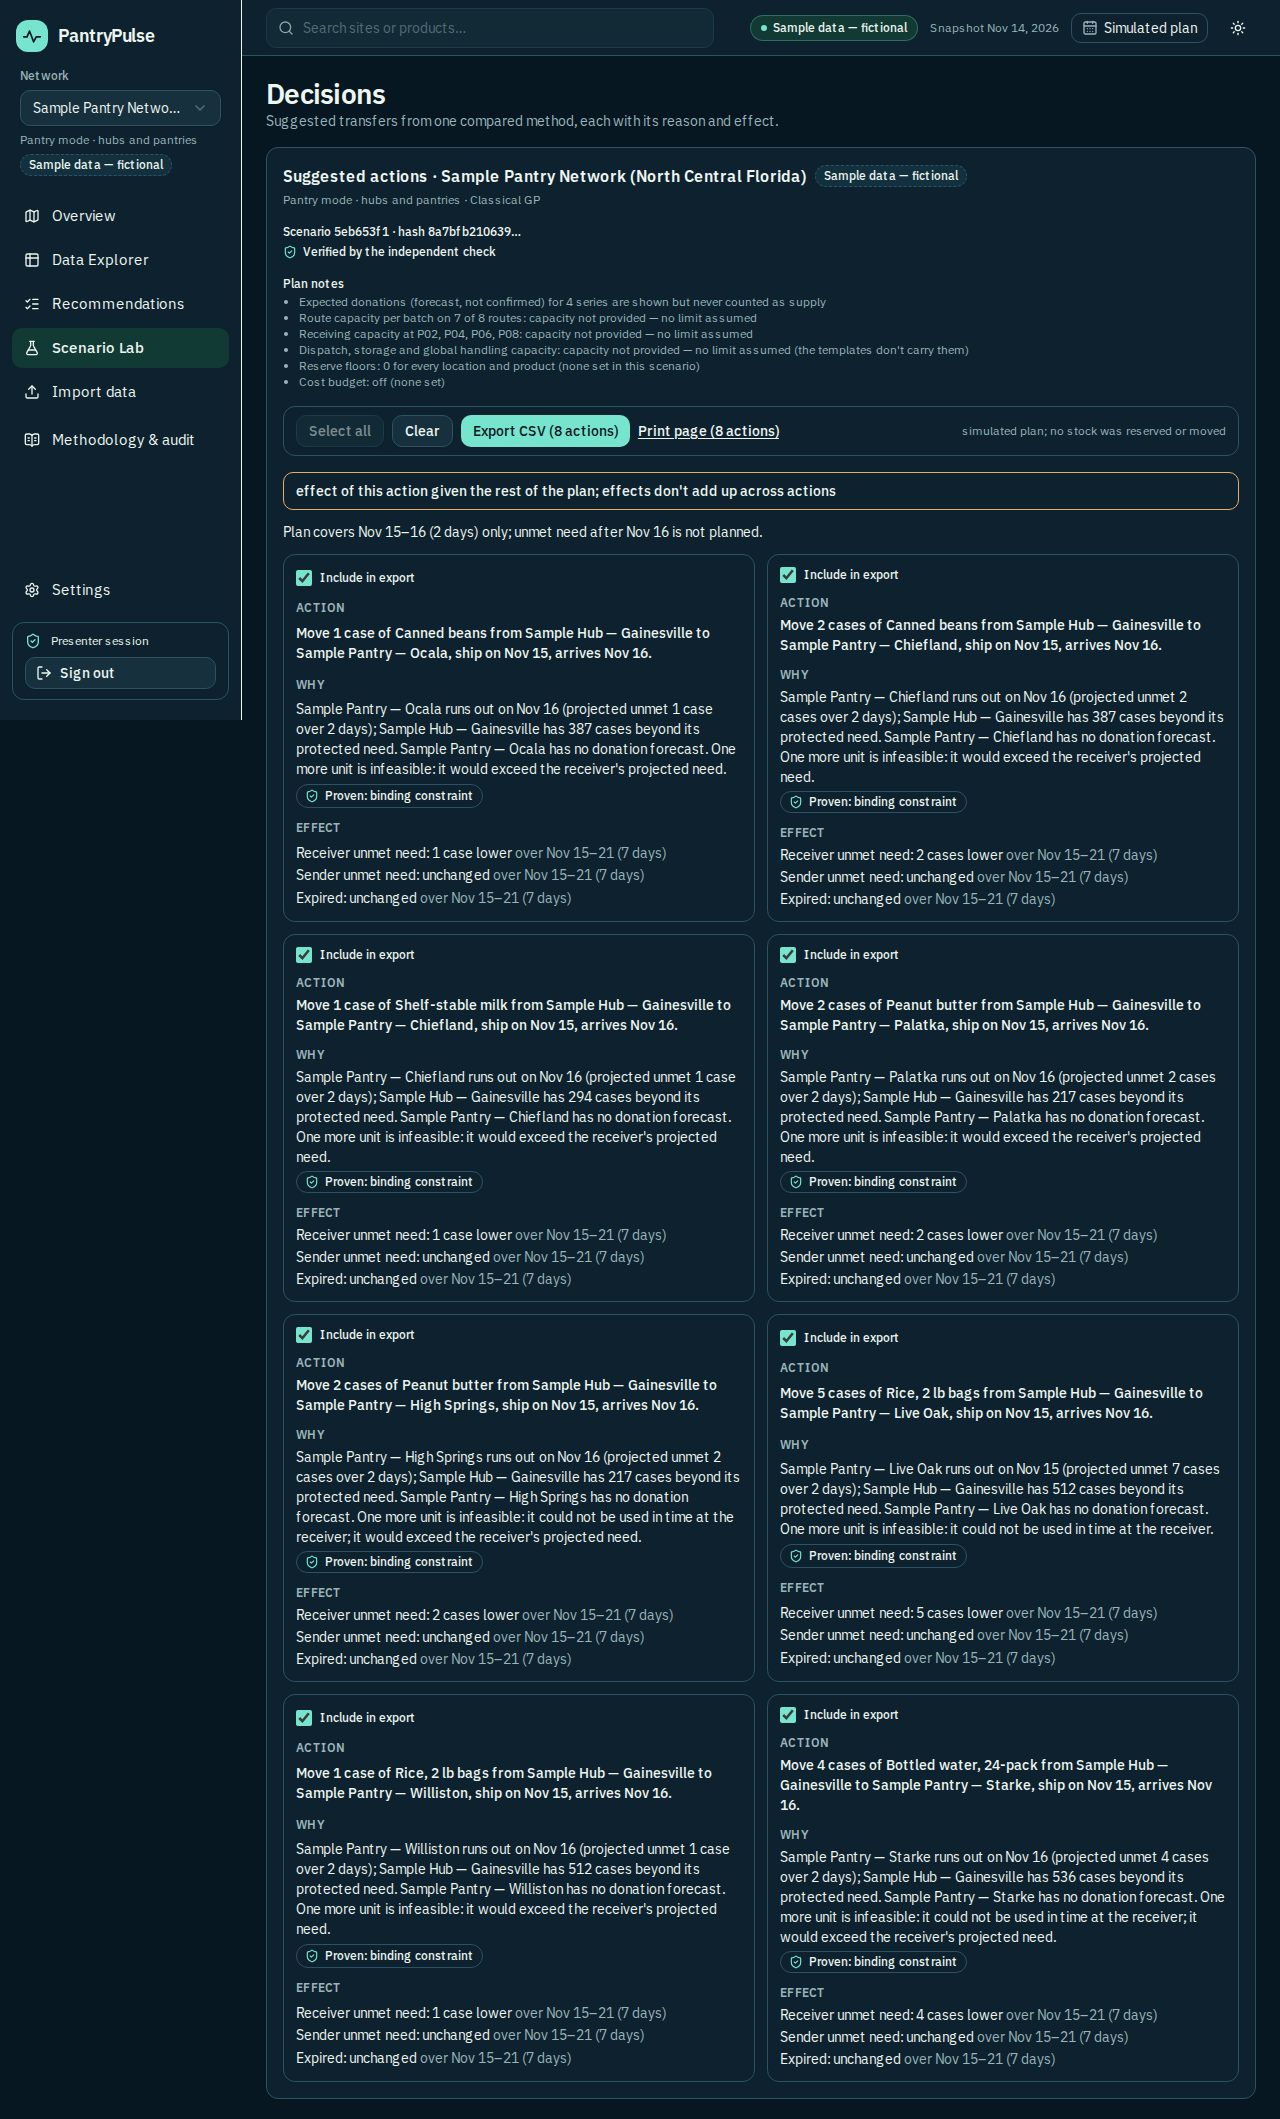 PantryPulse
Search sites or products...
Sample data — fictional
Snapshot Nov 14, 2026
Simulated plan
Network
Sample Pantry Netwo...
Pantry mode · hubs and pantries
Sample data — fictional
Overview
Data Explorer
Recommendations
Scenario Lab
Import data
Methodology & audit
Settings
Presenter session
Sign out
Decisions
Suggested transfers from one compared method, each with its reason and effect.
Suggested actions · Sample Pantry Network (North Central Florida)
Sample data — fictional
Pantry mode · hubs and pantries · Classical GP
Scenario 5eb653f1 · hash 8a7bfb210639...
Verified by the independent check
Plan notes
• Expected donations (forecast, not confirmed) for 4 series are shown but never counted as supply
• Route capacity per batch on 7 of 8 routes: capacity not provided — no limit assumed
• Receiving capacity at P02, P04, P06, P08: capacity not provided — no limit assumed
• Dispatch, storage and global handling capacity: capacity not provided — no limit assumed (the templates don't carry them)
• Reserve floors: 0 for every location and product (none set in this scenario)
• Cost budget: off (none set)
Select all
Clear
Export CSV (8 actions)
Print page (8 actions)
simulated plan; no stock was reserved or moved
effect of this action given the rest of the plan; effects don't add up across actions
Plan covers Nov 15–16 (2 days) only; unmet need after Nov 16 is not planned.
Include in export
ACTION
Move 1 case of Canned beans from Sample Hub — Gainesville to
Sample Pantry — Ocala, ship on Nov 15, arrives Nov 16.
WHY
Sample Pantry — Ocala runs out on Nov 16 (projected unmet 1 case
over 2 days); Sample Hub — Gainesville has 387 cases beyond its
protected need. Sample Pantry — Ocala has no donation forecast. One
more unit is infeasible: it would exceed the receiver's projected need.
Proven: binding constraint
EFFECT
Receiver unmet need: 1 case lower over Nov 15–21 (7 days)
Sender unmet need: unchanged over Nov 15–21 (7 days)
Expired: unchanged over Nov 15–21 (7 days)
Include in export
ACTION
Move 2 cases of Canned beans from Sample Hub — Gainesville to
Sample Pantry — Chiefland, ship on Nov 15, arrives Nov 16.
WHY
Sample Pantry — Chiefland runs out on Nov 16 (projected unmet 2
cases over 2 days); Sample Hub — Gainesville has 387 cases beyond its
protected need. Sample Pantry — Chiefland has no donation forecast.
One more unit is infeasible: it would exceed the receiver's projected
need.
Proven: binding constraint
EFFECT
Receiver unmet need: 2 cases lower over Nov 15–21 (7 days)
Sender unmet need: unchanged over Nov 15–21 (7 days)
Expired: unchanged over Nov 15–21 (7 days)
Include in export
ACTION
Move 1 case of Shelf-stable milk from Sample Hub — Gainesville to
Sample Pantry — Chiefland, ship on Nov 15, arrives Nov 16.
WHY
Sample Pantry — Chiefland runs out on Nov 16 (projected unmet 1 case
over 2 days); Sample Hub — Gainesville has 294 cases beyond its
protected need. Sample Pantry — Chiefland has no donation forecast.
One more unit is infeasible: it would exceed the receiver's projected
need.
Proven: binding constraint
EFFECT
Receiver unmet need: 1 case lower over Nov 15–21 (7 days)
Sender unmet need: unchanged over Nov 15–21 (7 days)
Expired: unchanged over Nov 15–21 (7 days)
Include in export
ACTION
Move 2 cases of Peanut butter from Sample Hub — Gainesville to
Sample Pantry — Palatka, ship on Nov 15, arrives Nov 16.
WHY
Sample Pantry — Palatka runs out on Nov 16 (projected unmet 2 cases
over 2 days); Sample Hub — Gainesville has 217 cases beyond its
protected need. Sample Pantry — Palatka has no donation forecast.
One more unit is infeasible: it would exceed the receiver's projected
need.
Proven: binding constraint
EFFECT
Receiver unmet need: 2 cases lower over Nov 15–21 (7 days)
Sender unmet need: unchanged over Nov 15–21 (7 days)
Expired: unchanged over Nov 15–21 (7 days)
Include in export
ACTION
Move 2 cases of Peanut butter from Sample Hub — Gainesville to
Sample Pantry — High Springs, ship on Nov 15, arrives Nov 16.
WHY
Sample Pantry — High Springs runs out on Nov 16 (projected unmet 2
cases over 2 days); Sample Hub — Gainesville has 217 cases beyond its
protected need. Sample Pantry — High Springs has no donation
forecast. One more unit is infeasible: it could not be used in time at the
receiver; it would exceed the receiver's projected need.
Proven: binding constraint
EFFECT
Receiver unmet need: 2 cases lower over Nov 15–21 (7 days)
Sender unmet need: unchanged over Nov 15–21 (7 days)
Expired: unchanged over Nov 15–21 (7 days)
Include in export
ACTION
Move 5 cases of Rice, 2 lb bags from Sample Hub — Gainesville to
Sample Pantry — Live Oak, ship on Nov 15, arrives Nov 16.
WHY
Sample Pantry — Live Oak runs out on Nov 15 (projected unmet 7 cases
over 2 days); Sample Hub — Gainesville has 512 cases beyond its
protected need. Sample Pantry — Live Oak has no donation forecast.
One more unit is infeasible: it could not be used in time at the receiver.
Proven: binding constraint
EFFECT
Receiver unmet need: 5 cases lower over Nov 15–21 (7 days)
Sender unmet need: unchanged over Nov 15–21 (7 days)
Expired: unchanged over Nov 15–21 (7 days)
Include in export
ACTION
Move 1 case of Rice, 2 lb bags from Sample Hub — Gainesville to
Sample Pantry — Williston, ship on Nov 15, arrives Nov 16.
WHY
Sample Pantry — Williston runs out on Nov 16 (projected unmet 1 case
over 2 days); Sample Hub — Gainesville has 512 cases beyond its
protected need. Sample Pantry — Williston has no donation forecast.
One more unit is infeasible: it would exceed the receiver's projected
need.
Proven: binding constraint
EFFECT
Receiver unmet need: 1 case lower over Nov 15–21 (7 days)
Sender unmet need: unchanged over Nov 15–21 (7 days)
Expired: unchanged over Nov 15–21 (7 days)
Include in export
ACTION
Move 4 cases of Bottled water, 24-pack from Sample Hub —
Gainesville to Sample Pantry — Starke, ship on Nov 15, arrives Nov
16.
WHY
Sample Pantry — Starke runs out on Nov 16 (projected unmet 4 cases
over 2 days); Sample Hub — Gainesville has 536 cases beyond its
protected need. Sample Pantry — Starke has no donation forecast. One
more unit is infeasible: it could not be used in time at the receiver; it
would exceed the receiver's projected need.
Proven: binding constraint
EFFECT
Receiver unmet need: 4 cases lower over Nov 15–21 (7 days)
Sender unmet need: unchanged over Nov 15–21 (7 days)
Expired: unchanged over Nov 15–21 (7 days)